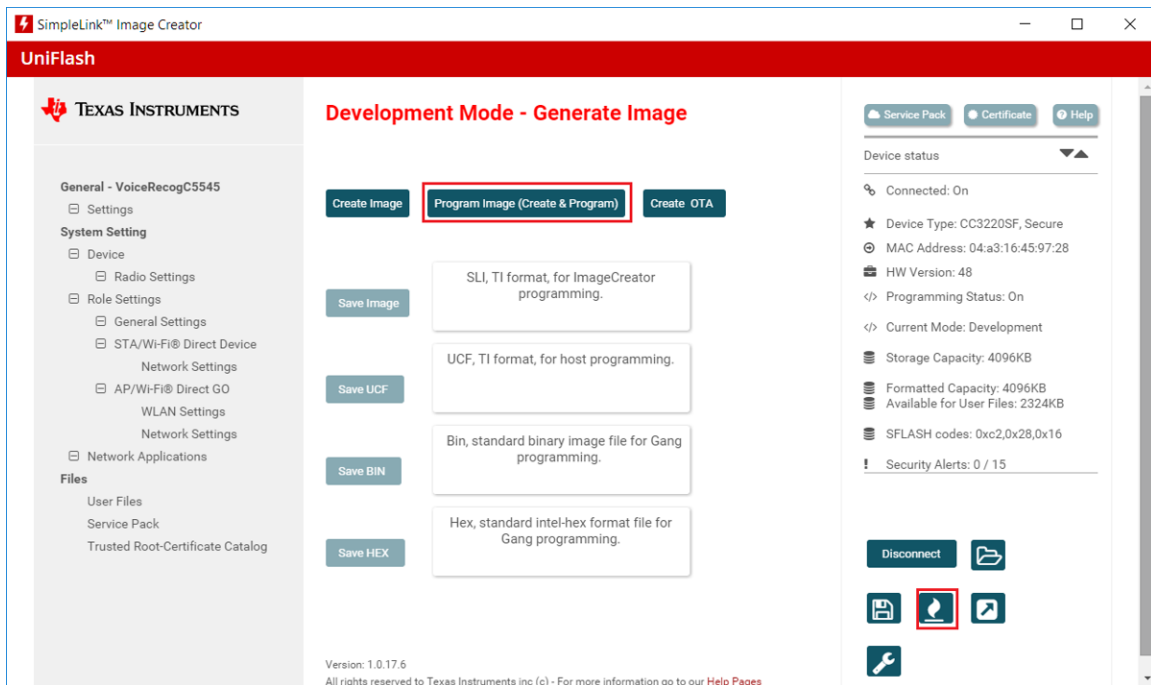 SimpleLink™ Image Creator
UniFlash
TEXAS INSTRUMENTS
General - VoiceRecogC5545
Settings
System Setting
Device
Radio Settings
Role Settings
General Settings
STA/Wi-Fi® Direct Device
Network Settings
AP/Wi-Fi® Direct GO
WLAN Settings
Network Settings
Network Applications
Files
User Files
Service Pack
Trusted Root-Certificate Catalog
Development Mode - Generate Image
Create Image
Program Image (Create & Program)
Create OTA
Save Image
SLI, TI format, for ImageCreator
programming.
Save UCF
UCF, TI format, for host programming.
Save BIN
Bin, standard binary image file for Gang
programming.
Save HEX
Hex, standard intel-hex format file for
Gang programming.
Version: 1.0.17.6
All rights reserved to Texas Instruments inc (c) - For more information go to our Help Pages
Service Pack
Certificate
Help
Device status
Connected: On
Device Type: CC3220SF, Secure
MAC Address: 04:a3:16:45:97:28
HW Version: 48
</> Programming Status: On
</> Current Mode: Development
Storage Capacity: 4096KB
Formatted Capacity: 4096KB
Available for User Files: 2324KB
SFLASH codes: 0xc2,0x28,0x16
! Security Alerts: 0 / 15
Disconnect